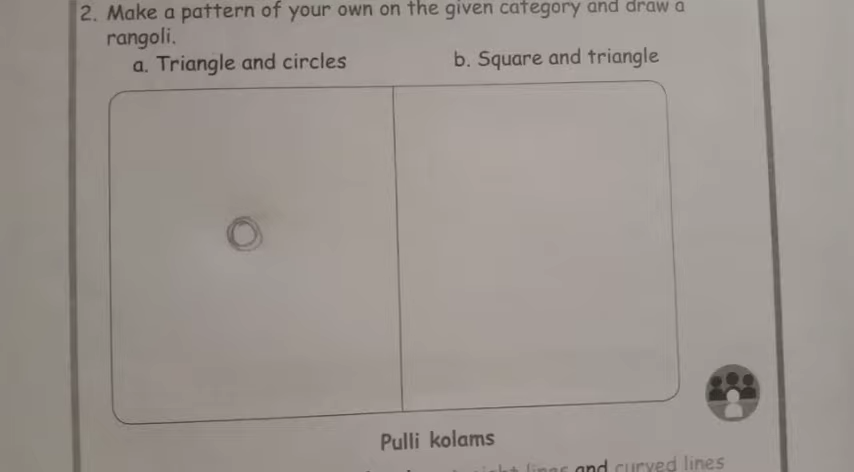 2. Make a pattern of your own on the given category and draw a
rangoli.
a. Triangle and circles
b. Square and triangle
Pulli kolams
lines and curved lines